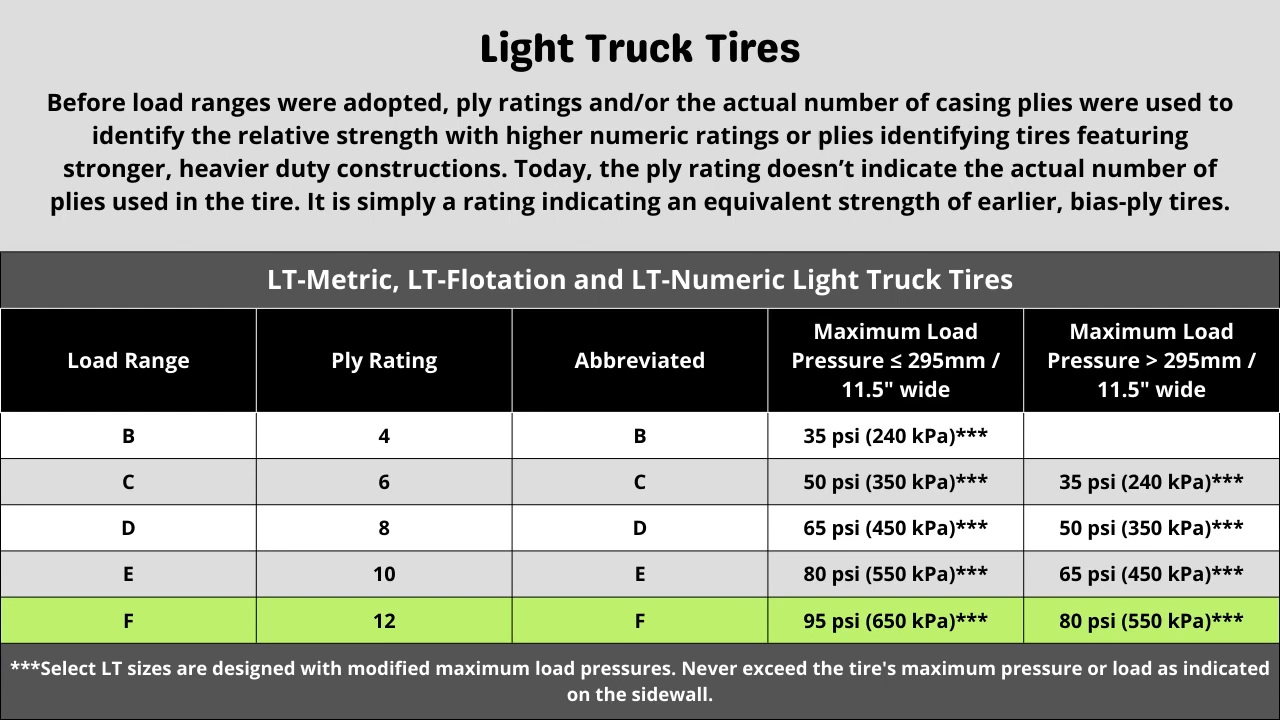 Light Truck Tires
Before load ranges were adopted, ply ratings and/or the actual number of casing plies were used to
identify the relative strength with higher numeric ratings or plies identifying tires featuring
stronger, heavier duty constructions. Today, the ply rating doesn’t indicate the actual number of
plies used in the tire. It is simply a rating indicating an equivalent strength of earlier, bias-ply tires.
LT-Metric, LT-Flotation and LT-Numeric Light Truck Tires
Load Range Ply Rating Abbreviated Maximum Load Pressure ≤ 295mm / 11.5" wide Maximum Load Pressure > 295mm / 11.5" wide
B 4 B 35 psi (240 kPa)***
C 6 C 50 psi (350 kPa)*** 35 psi (240 kPa)***
D 8 D 65 psi (450 kPa)*** 50 psi (350 kPa)***
E 10 E 80 psi (550 kPa)*** 65 psi (450 kPa)***
F 12 F 95 psi (650 kPa)*** 80 psi (550 kPa)***
***Select LT sizes are designed with modified maximum load pressures. Never exceed the tire's maximum pressure or load as indicated
on the sidewall.